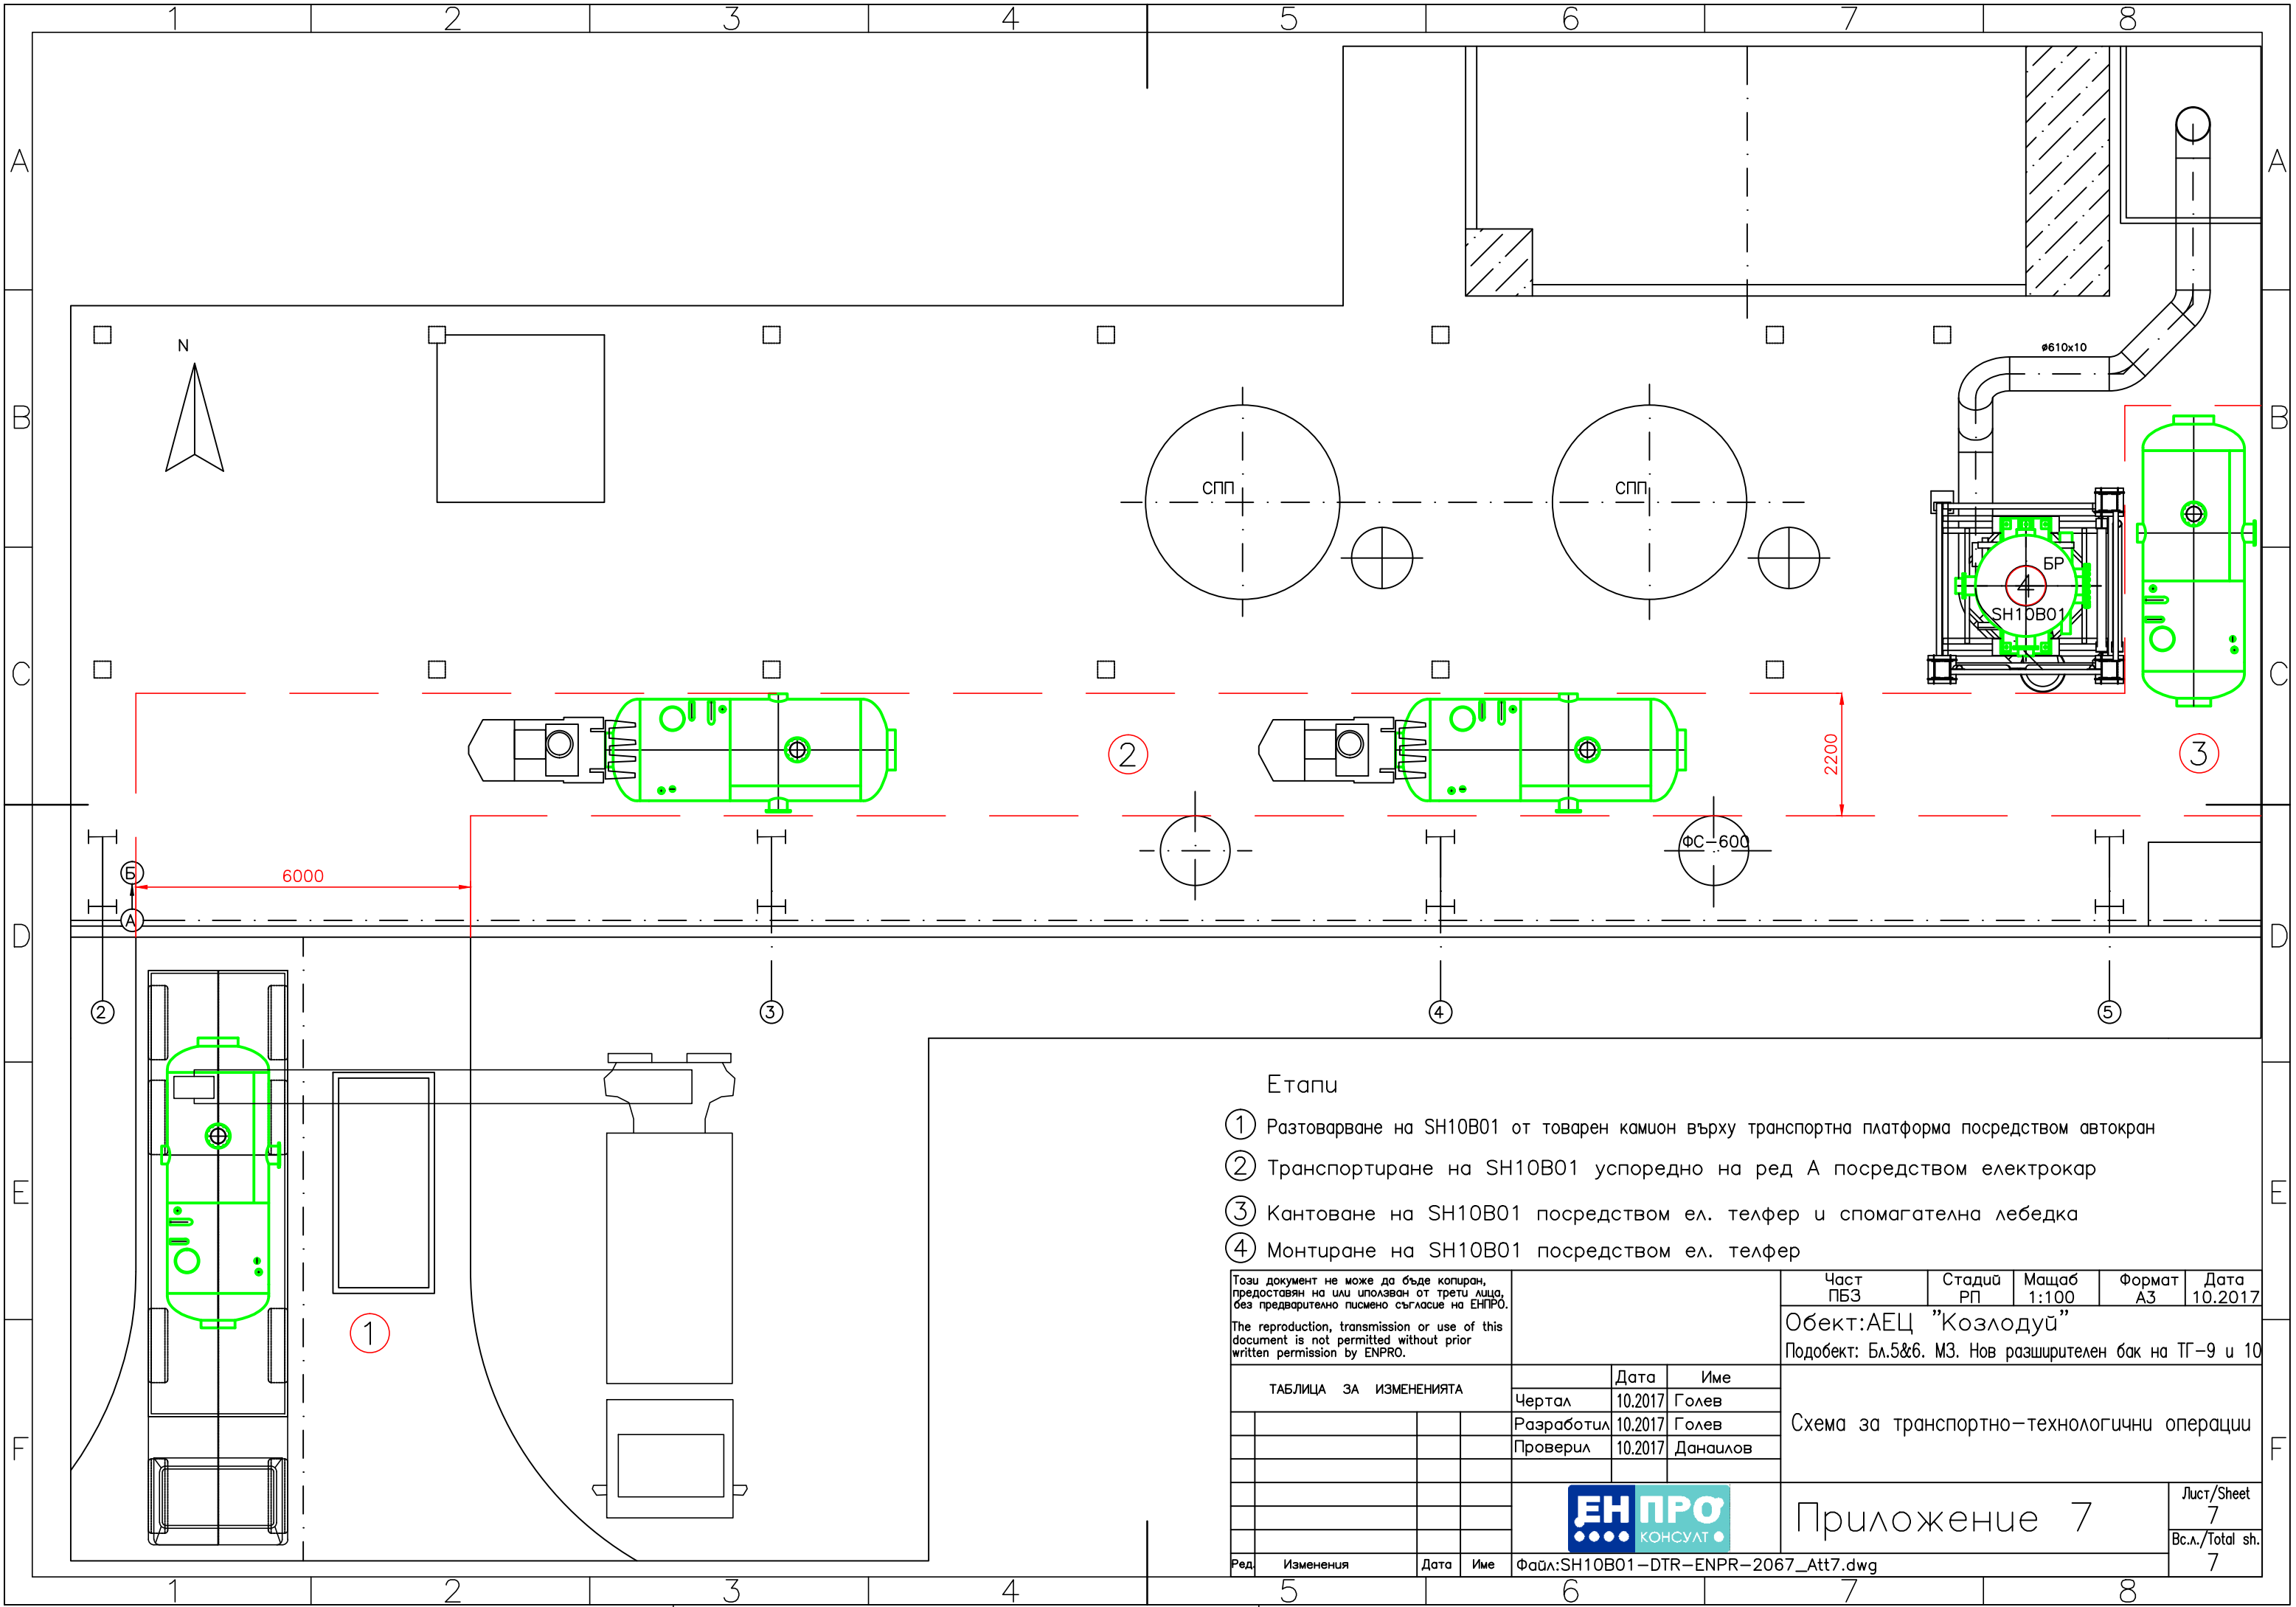 1 2 3 4 5 6 7 8
A A
N
ø610x10
B B
СПП СПП
БР
4
SH10B01
C C
2 3
2200
ФС-600
Б
6000
А
D D
2 3 4 5
Етапи
1 Разтоварване на SH10B01 от товарен камион върху транспортна платформа посредством автокран
2 Транспортиране на SH10B01 успоредно на ред А посредством електрокар
3 Кантоване на SH10B01 посредством ел. телфер и спомагателна лебедка
4 Монтиране на SH10B01 посредством ел. телфер
E E
1
Този документ не може да бъде копиран,
предоставян на или използван от трети лица,
без предварително писмено съгласие на ЕНПРО.
The reproduction, transmission or use of this
document is not permitted without prior
written permission by ENPRO.
Част Стадий Мащаб Формат Дата
ПБЗ РП 1:100 А3 10.2017
Обект:АЕЦ "Козлодуй"
Подобект: Бл.5&6. МЗ. Нов разширителен бак на ТГ-9 и 10
ТАБЛИЦА ЗА ИЗМЕНЕНИЯТА
Дата Име
Чертал 10.2017 Голев
Разработил 10.2017 Голев
Проверил 10.2017 Данаилов
Схема за транспортно-технологични операции
F F
ЕНПРО
КОНСУЛТ
Приложение 7
Лист/Sheet
7
Вс.л./Total sh.
7
Ред. Изменения Дата Име
Файл:SH10B01-DTR-ENPR-2067_Att7.dwg
1 2 3 4 5 6 7 8